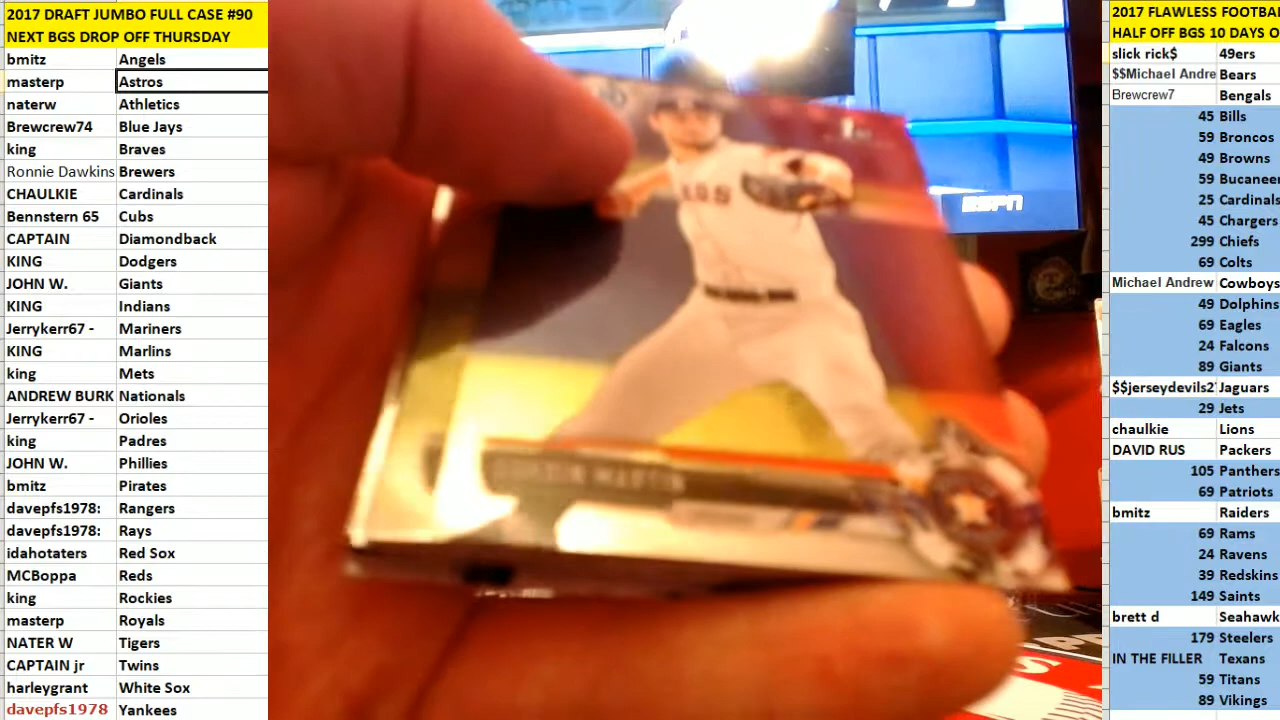 2017 DRAFT JUMBO FULL CASE #90
NEXT BGS DROP OFF THURSDAY
bmitz Angels
masterp Astros
naterw Athletics
Brewcrew74 Blue Jays
king Braves
Ronnie Dawkins Brewers
CHAULKIE Cardinals
Bennstern 65 Cubs
CAPTAIN Diamondback
KING Dodgers
JOHN W. Giants
KING Indians
Jerrykerr67 - Mariners
KING Marlins
king Mets
ANDREW BURK Nationals
Jerrykerr67 - Orioles
king Padres
JOHN W. Phillies
bmitz Pirates
davepfs1978: Rangers
davepfs1978: Rays
idahotaters Red Sox
MCBoppa Reds
king Rockies
masterp Royals
NATER W Tigers
CAPTAIN jr Twins
harleygrant White Sox
davepfs1978 Yankees
ESPN
MARTIN
2017 FLAWLESS FOOTBA
HALF OFF BGS 10 DAYS O
slick rick$ 49ers
$$Michael Andre Bears
Brewcrew7 Bengals
45 Bills
59 Broncos
49 Browns
59 Bucaneer
25 Cardinals
45 Chargers
299 Chiefs
69 Colts
Michael Andrew Cowboys
49 Dolphins
69 Eagles
24 Falcons
89 Giants
$$jerseydevils2 Jaguars
29 Jets
chaulkie Lions
DAVID RUS Packers
105 Panthers
69 Patriots
bmitz Raiders
69 Rams
24 Ravens
39 Redskins
149 Saints
brett d Seahawk
179 Steelers
IN THE FILLER Texans
59 Titans
89 Vikings